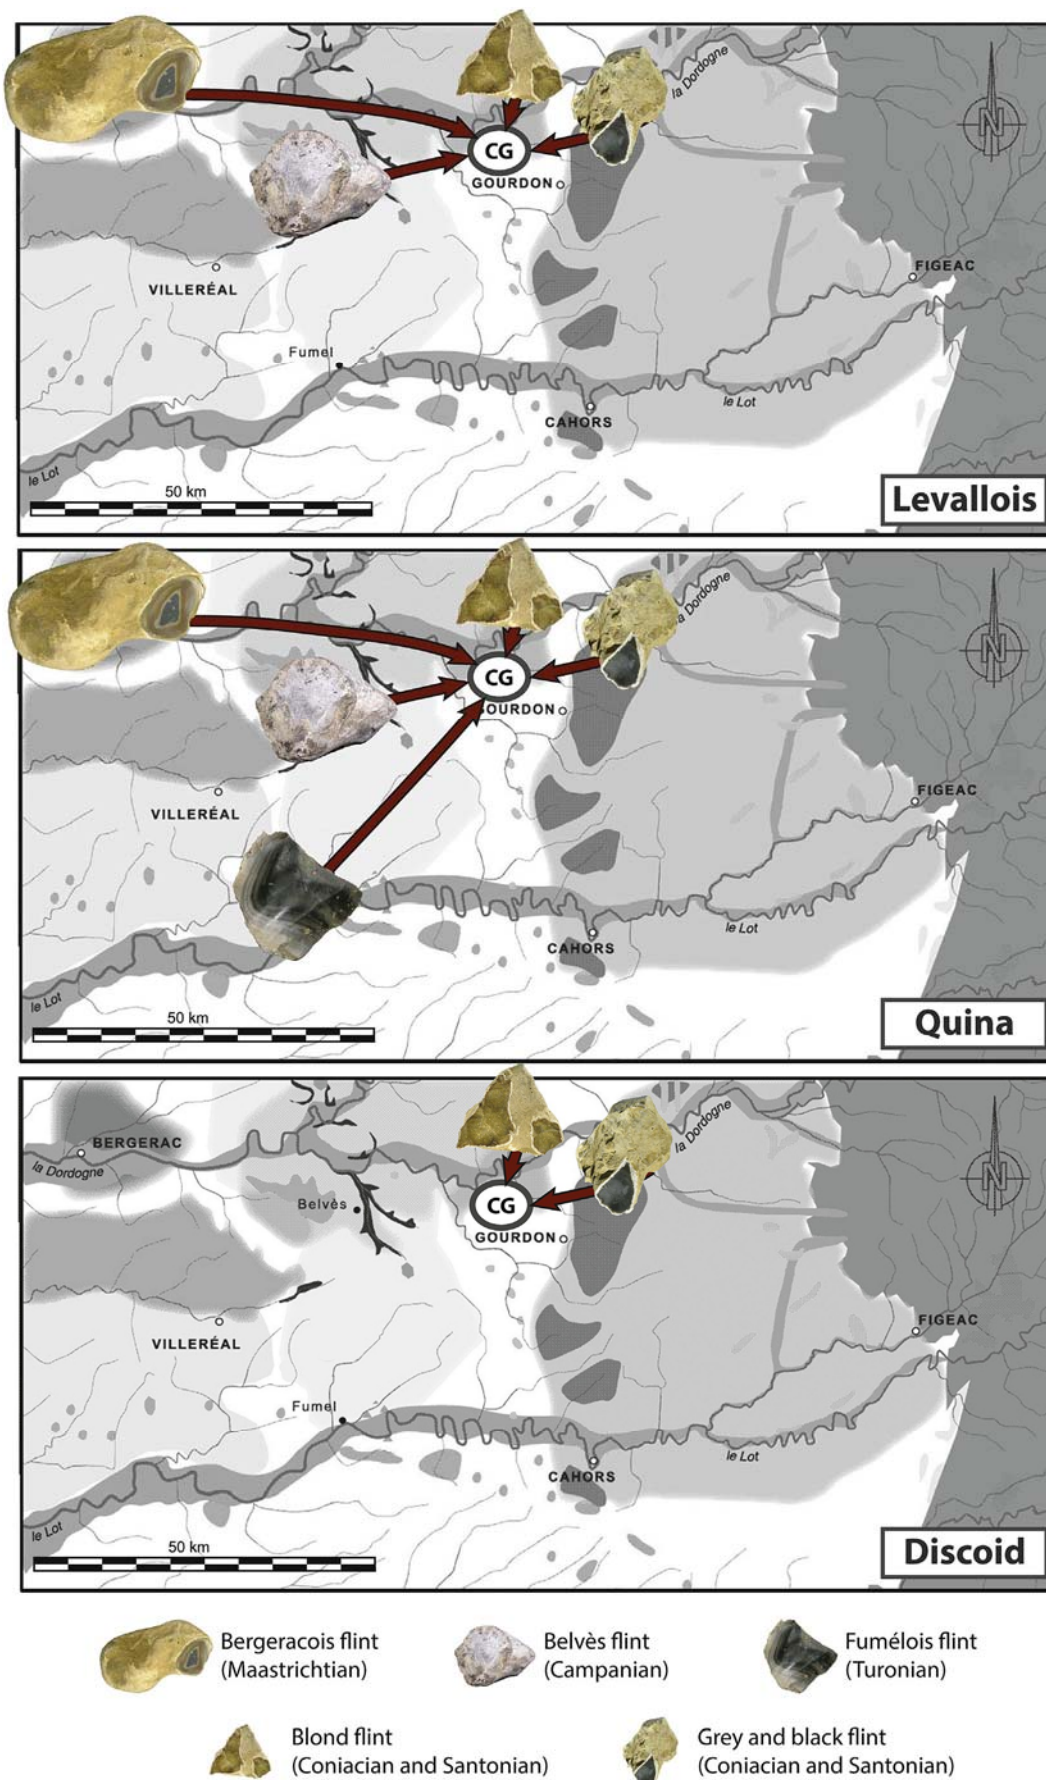 la Dordogne
N
CG
GOURDON
FIGEAC
VILLERÉAL
Fumel
le Lot
CAHORS
le Lot
50 km
Levallois
la Dordogne
N
CG
GOURDON
FIGEAC
VILLERÉAL
le Lot
CAHORS
le Lot
50 km
Quina
la Dordogne
BERGERAC
la Dordogne
N
Belvès
CG
GOURDON
FIGEAC
VILLERÉAL
Fumel
le Lot
CAHORS
le Lot
50 km
Discoid
Bergeracois flint
(Maastrichtian)
Belvès flint
(Campanian)
Fumélois flint
(Turonian)
Blond flint
(Coniacian and Santonian)
Grey and black flint
(Coniacian and Santonian)